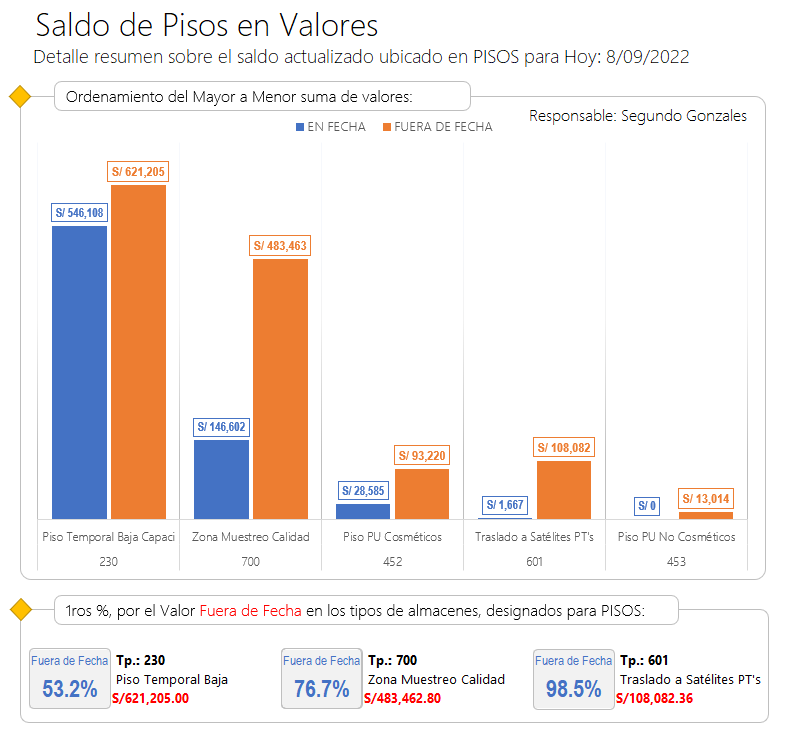 Saldo de Pisos en Valores
Detalle resumen sobre el saldo actualizado ubicado en PISOS para Hoy: 8/09/2022
Ordenamiento del Mayor a Menor suma de valores:
Responsable: Segundo Gonzales
EN FECHA FUERA DE FECHA
S/ 546,108
S/ 621,205
S/ 146,602
S/ 483,463
S/ 28,585
S/ 93,220
S/ 1,667
S/ 108,082
S/ 0
S/ 13,014
Piso Temporal Baja Capaci Zona Muestreo Calidad Piso PU Cosméticos Traslado a Satélites PT's Piso PU No Cosméticos
230 700 452 601 453
1ros %, por el Valor Fuera de Fecha en los tipos de almacenes, designados para PISOS:
Fuera de Fecha
53.2%
Tp.: 230
Piso Temporal Baja
S/621,205.00
Fuera de Fecha
76.7%
Tp.: 700
Zona Muestreo Calidad
S/483,462.80
Fuera de Fecha
98.5%
Tp.: 601
Traslado a Satélites PT's
S/108,082.36